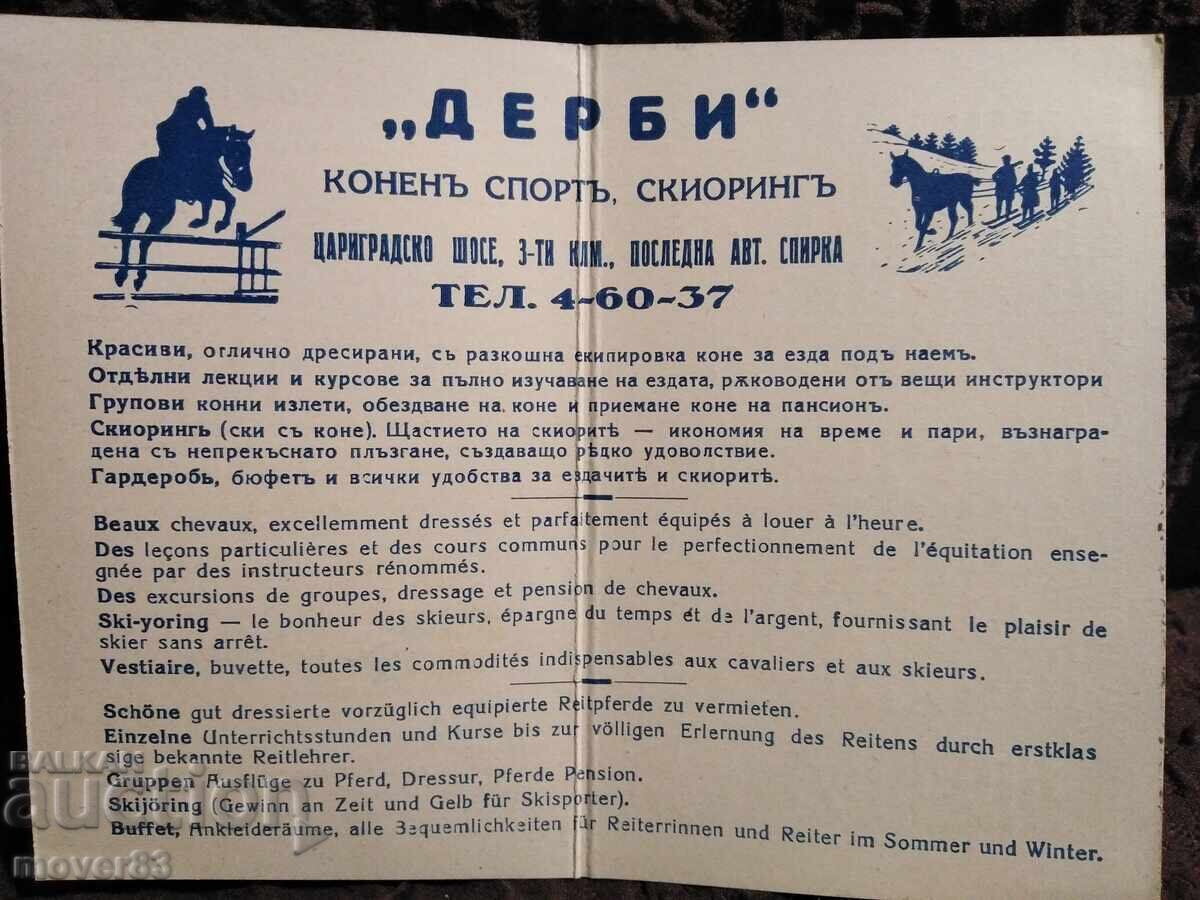 „ДЕРБИ“
КОНЕНЪ СПОРТЪ, СКИОРИНГЪ
ЦАРИГРАДСКО ШОСЕ, 3-ТИ КЛМ., ПОСЛЕДНА АВТ. СПИРКА
ТЕЛ. 4-60-37
Красиви, отлично дресирани, съ разкошна екипировка коне за езда подъ наемъ.
Отдѣлни лекции и курсове за пълно изучаване на ездата, рѫководени отъ вещи инструктори
Групови конни излети, обездване на коне и приемане коне на пансионъ.
Скиорингъ (ски съ коне). Щастието на скиоритѣ — икономия на време и пари, възнагра-
дена съ непрекъснато плъзгане, създаващо рѣдко удоволствие.
Гардеробъ, бюфетъ и всички удобства за ездачитѣ и скиоритѣ.
Beaux chevaux, excellemment dressés et parfaitement équipés à louer à l'heure.
Des leçons particulières et des cours communs pour le perfectionnement de l'équitation ense-
gnée par des instructeurs rénommés.
Des excursions de groupes, dressage et pension de chevaux.
Ski-yoring — le bonheur des skieurs, épargne du temps ét de l'argent, fournissant le plaisir de
skier sans arrêt.
Vestiaire, buvette, toutes les commodités indispensables aux cavaliers et aux skieurs.
Schöne gut dressierte vorzüglich equipierte Reitpferde zu vermieten.
Einzelne Unterrichtsstunden und Kurse bis zur völligen Erlernung des Reitens durch erstklas
sige bekannte Reitlehrer.
Gruppen Ausflüge zu Pferd, Dressur, Pferde Pension.
Skijöring (Gewinn an Zeit und Gelb für Skisporter).
Buffet, Ankleideräume, alle Bequemlichkeiten für Reiterrinnen und Reiter im Sommer und Winter.
BALKAN
auction
mover83